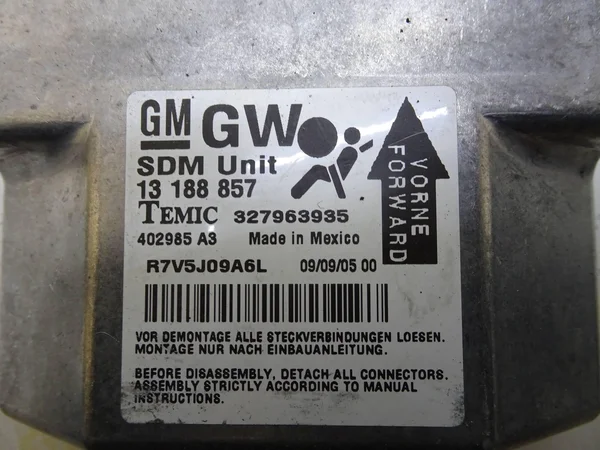 GM GW
SDM Unit
13 188 857
TEMIC 327963935
402985 A3 Made in Mexico
R7V5J09A6L 09/09/05 00
VORNE
FORWARD
VOR DEMONTAGE ALLE STECKVERBINDUNGEN LOESEN.
MONTAGE NUR NACH EINBAUANLEITUNG.
BEFORE DISASSEMBLY, DETACH ALL CONNECTORS.
ASSEMBLY STRICTLY ACCORDING TO MANUAL
INSTRUCTIONS.